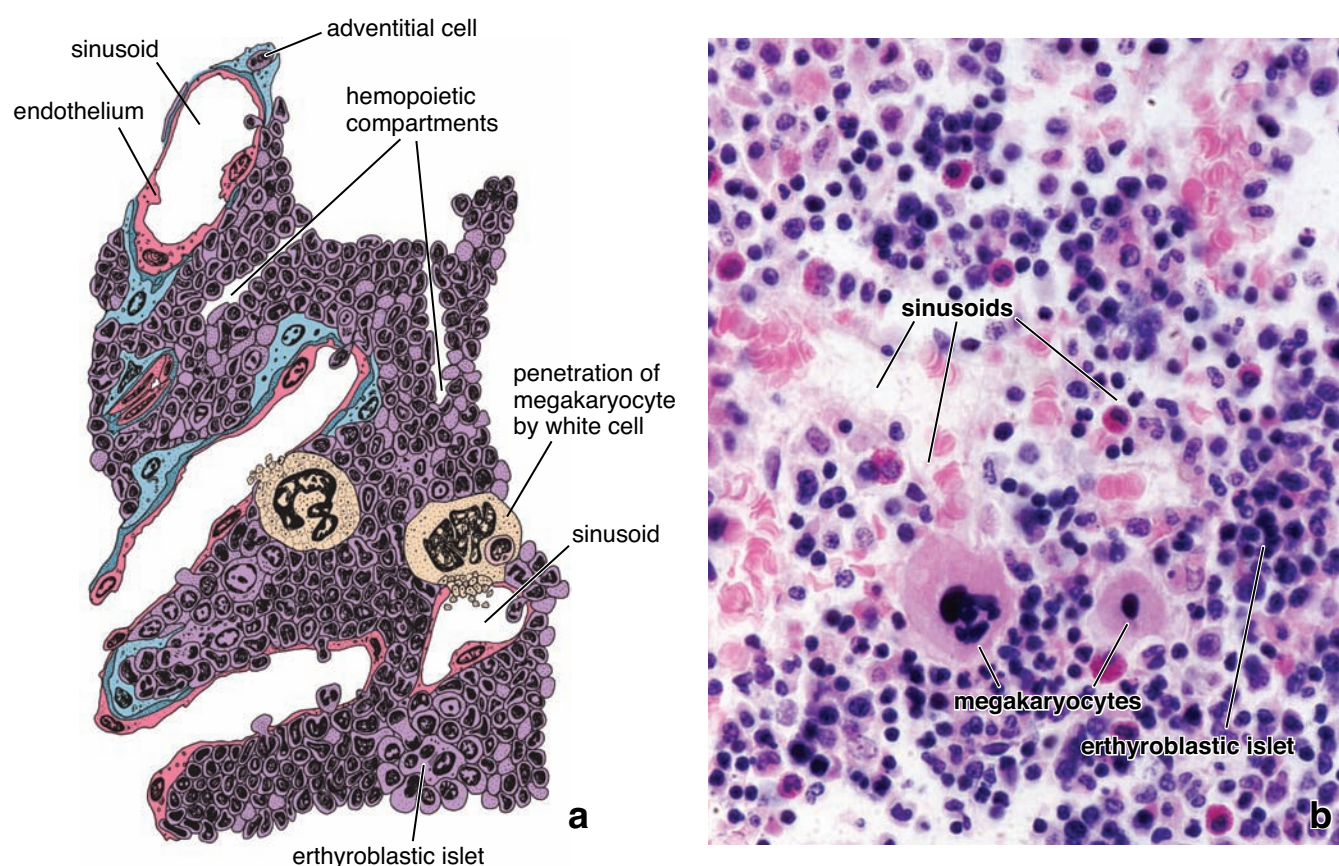 adventitial cell
sinusoid
endothelium
hemopoietic
compartments
penetration of
megakaryocyte
by white cell
sinusoid
erthyroblastic islet
a
sinusoids
megakaryocytes
erthyroblastic islet
b